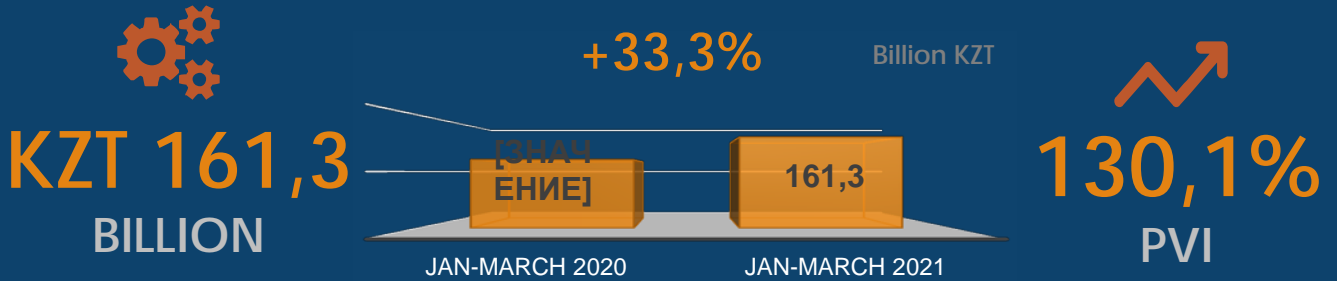 +33,3%
Billion KZT
KZT 161,3
BILLION
[ЗНАЧ
ЕНИЕ]
161,3
JAN-MARCH 2020
JAN-MARCH 2021
130,1%
PVI